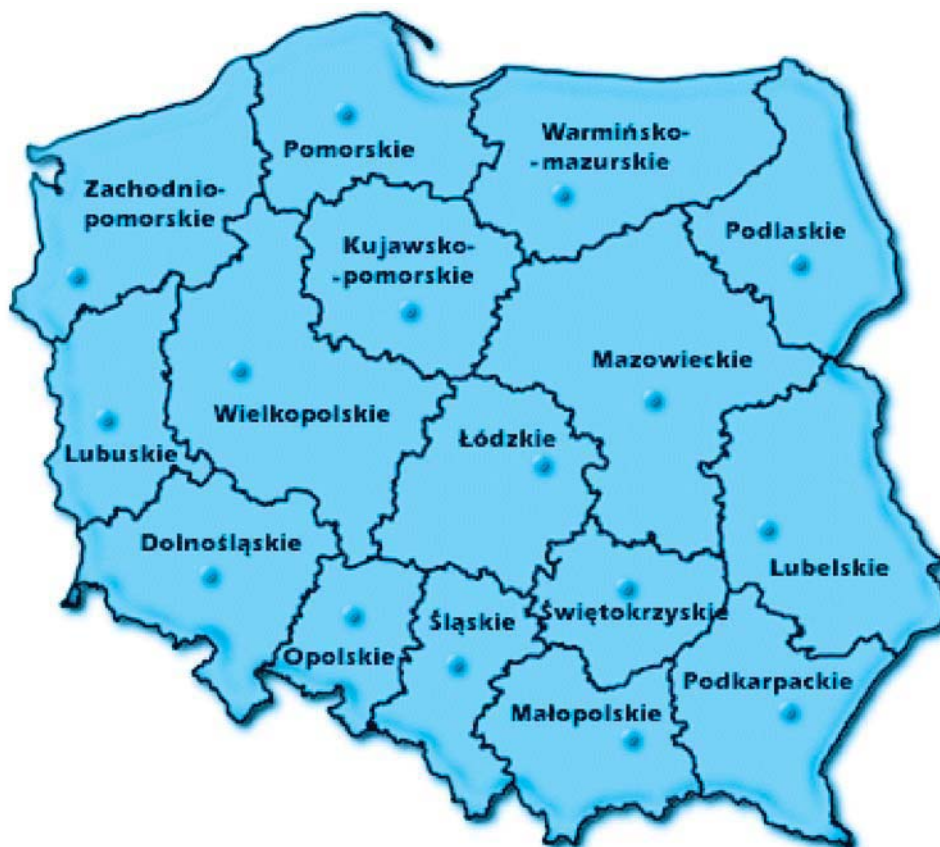 Pomorskie
Warmińsko-
-mazurskie
Zachodnio-
pomorskie
Kujawsko-
-pomorskie
Podlaskie
Mazowieckie
Wielkopolskie
Łódzkie
Lubuskie
Dolnośląskie
Lubelskie
Świętokrzyskie
Śląskie
Opolskie
Podkarpackie
Małopolskie